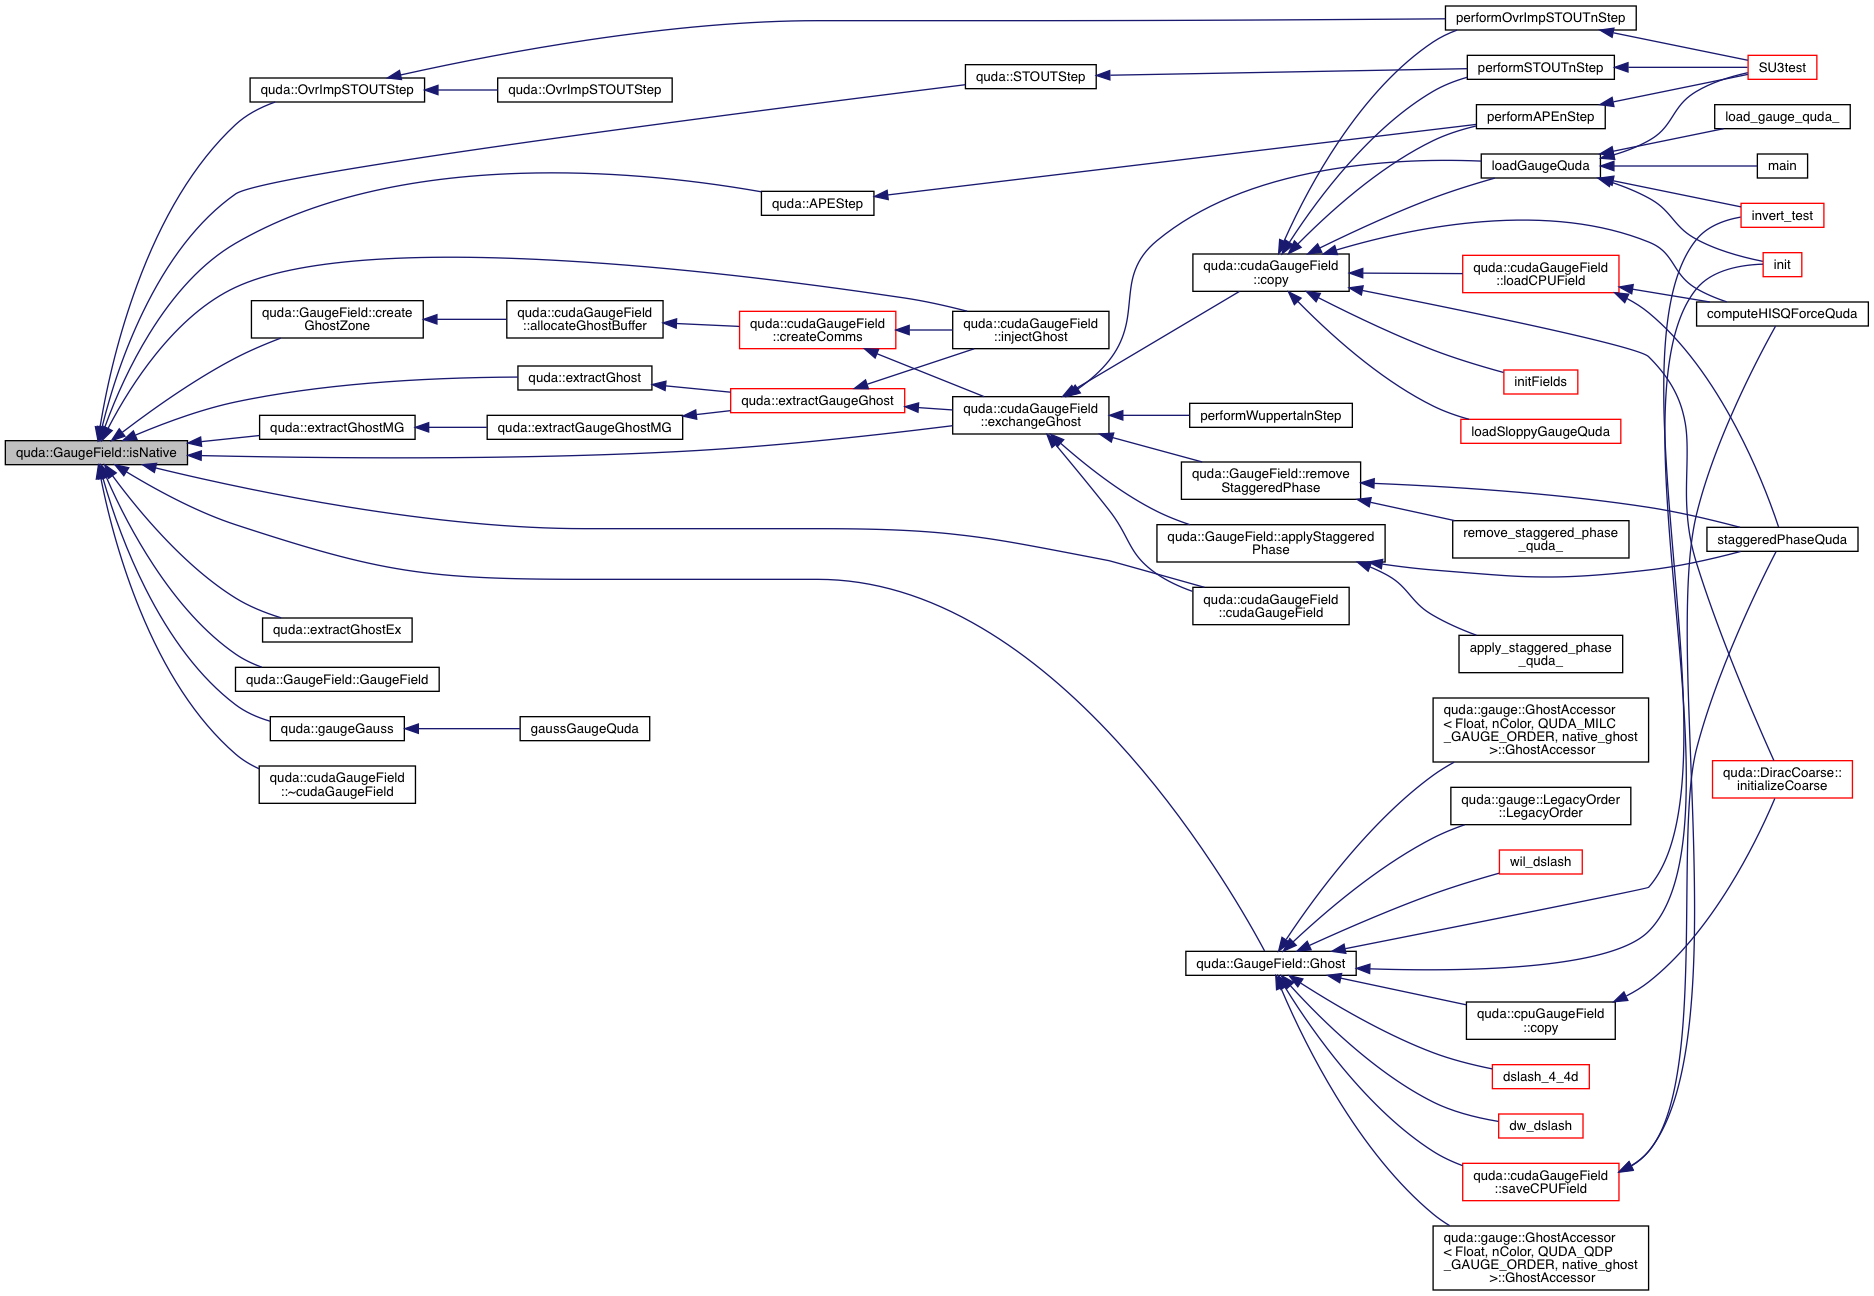 quda::GaugeField::isNative
quda::OvrImpSTOUTStep
quda::OvrImpSTOUTStep
quda::STOUTStep
quda::APEStep
performOvrImpSTOUTnStep
performSTOUTnStep
performAPEnStep
loadGaugeQuda
SU3test
load_gauge_quda_
main
invert_test
init
computeHISQForceQuda
quda::cudaGaugeField
::copy
quda::cudaGaugeField
::loadCPUField
initFields
loadSloppyGaugeQuda
quda::GaugeField::create
GhostZone
quda::cudaGaugeField
::allocateGhostBuffer
quda::cudaGaugeField
::createComms
quda::cudaGaugeField
::injectGhost
quda::extractGhost
quda::extractGaugeGhost
quda::extractGhostMG
quda::extractGaugeGhostMG
quda::cudaGaugeField
::exchangeGhost
performWuppertalnStep
quda::GaugeField::remove
StaggeredPhase
remove_staggered_phase
_quda_
quda::GaugeField::applyStaggered
Phase
staggeredPhaseQuda
quda::cudaGaugeField
::cudaGaugeField
apply_staggered_phase
_quda_
quda::extractGhostEx
quda::GaugeField::GaugeField
quda::gaugeGauss
gaussGaugeQuda
quda::cudaGaugeField
::~cudaGaugeField
quda::gauge::GhostAccessor
< Float, nColor, QUDA_MILC
_GAUGE_ORDER, native_ghost
>::GhostAccessor
quda::gauge::LegacyOrder
::LegacyOrder
wil_dslash
quda::DiracCoarse::
initializeCoarse
quda::GaugeField::Ghost
quda::cpuGaugeField
::copy
dslash_4_4d
dw_dslash
quda::cudaGaugeField
::saveCPUField
quda::gauge::GhostAccessor
< Float, nColor, QUDA_QDP
_GAUGE_ORDER, native_ghost
>::GhostAccessor